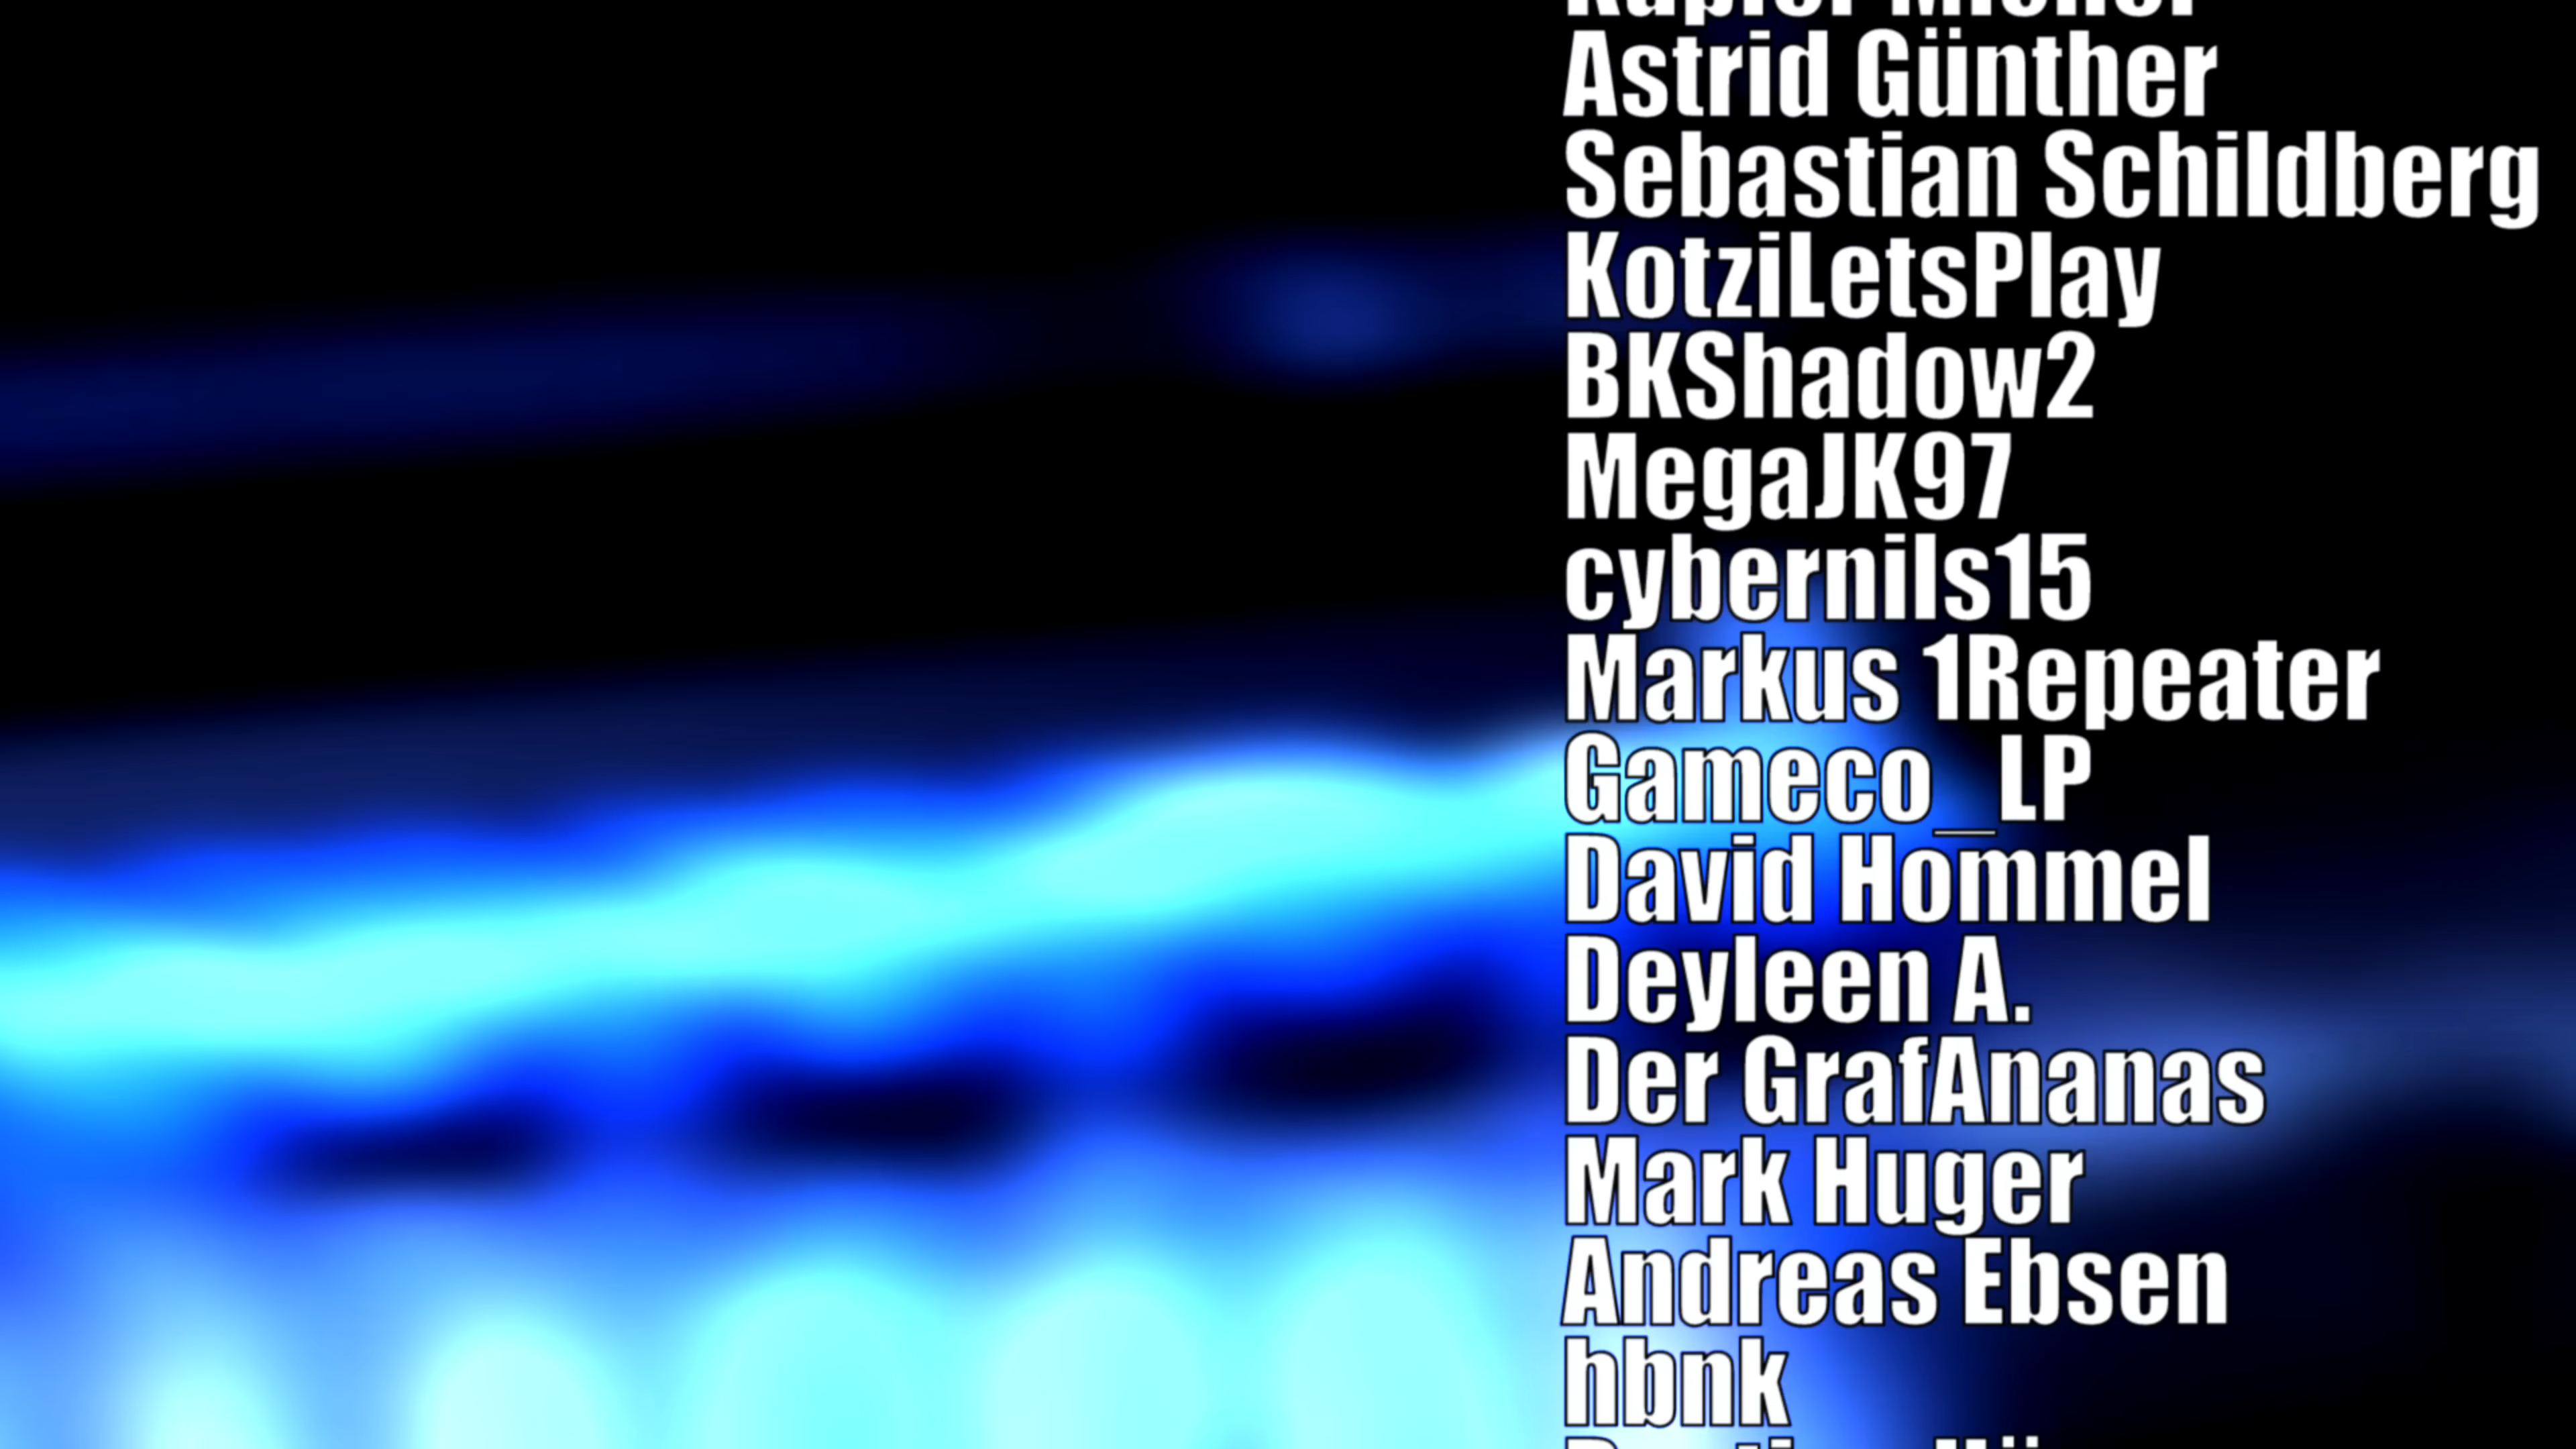 Astrid Günther
Sebastian Schildberg
KotziLetsPlay
BKShadow2
MegaJK97
cybernils15
Markus 1Repeater
Gameco_LP
David Hommel
Deyleen A.
Der GrafAnanas
Mark Huger
Andreas Ebsen
hbnk